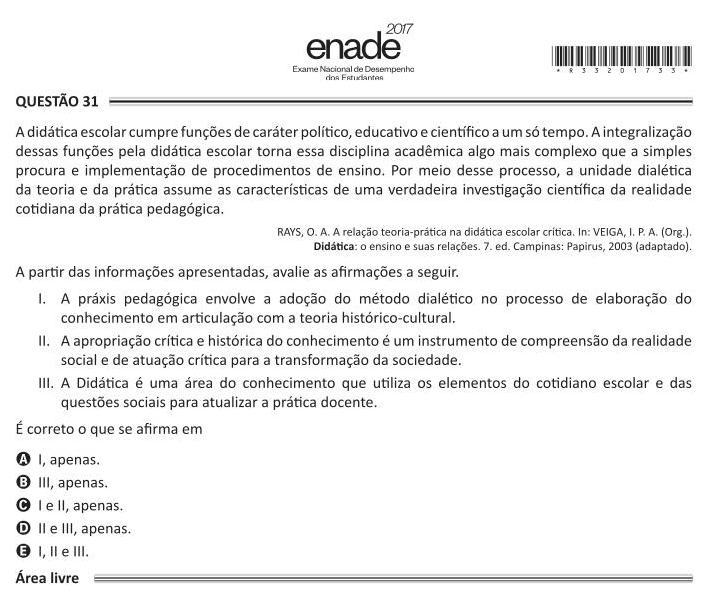 2017
enade
Exame Nacional de Desempenho
dos Estudantes
* R 3 3 2 0 1 7 3 3 *
QUESTÃO 31
A didática escolar cumpre funções de caráter político, educativo e científico a um só tempo. A integralização
dessas funções pela didática escolar torna essa disciplina acadêmica algo mais complexo que a simples
procura e implementação de procedimentos de ensino. Por meio desse processo, a unidade dialética
da teoria e da prática assume as características de uma verdadeira investigação científica da realidade
cotidiana da prática pedagógica.
RAYS, O. A. A relação teoria-prática na didática escolar crítica. In: VEIGA, I. P. A. (Org.).
Didática: o ensino e suas relações. 7. ed. Campinas: Papirus, 2003 (adaptado).
A partir das informações apresentadas, avalie as afirmações a seguir.
I. A práxis pedagógica envolve a adoção do método dialético no processo de elaboração do
conhecimento em articulação com a teoria histórico-cultural.
II. A apropriação crítica e histórica do conhecimento é um instrumento de compreensão da realidade
social e de atuação crítica para a transformação da sociedade.
III. A Didática é uma área do conhecimento que utiliza os elementos do cotidiano escolar e das
questões sociais para atualizar a prática docente.
É correto o que se afirma em
A I, apenas.
B III, apenas.
C I e II, apenas.
D II e III, apenas.
E I, II e III.
Área livre